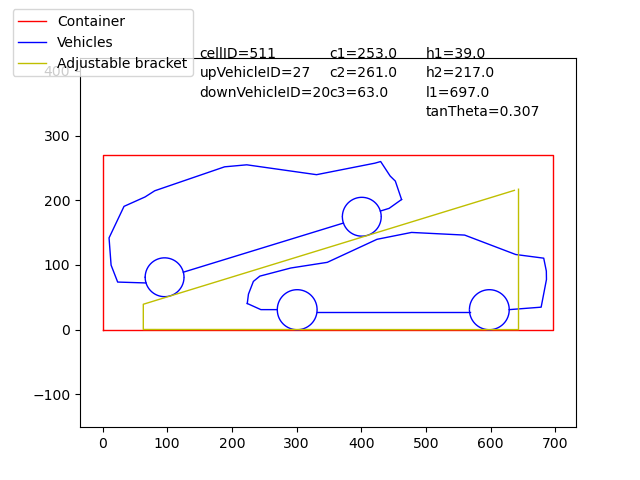 Container
Vehicles
Adjustable bracket
cellID=511 c1=253.0 h1=39.0
upVehicleID=27 c2=261.0 h2=217.0
downVehicleID=20c3=63.0 l1=697.0
tanTheta=0.307
400
300
200
100
0
−100
0 100 200 300 400 500 600 700